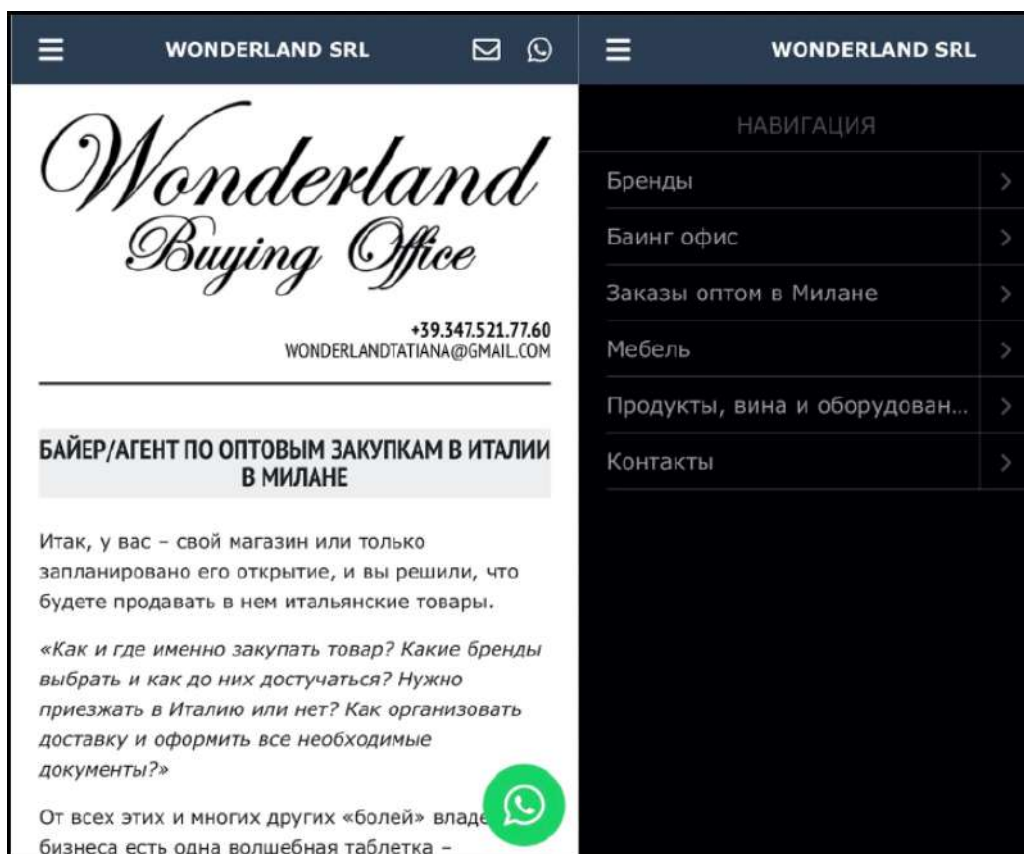 WONDERLAND SRL
Wonderland
Buying Office
+39.347.521.77.60
WONDERLANDTATIANA@GMAIL.COM
БАЙЕР/АГЕНТ ПО ОПТОВЫМ ЗАКУПКАМ В ИТАЛИИ
В МИЛАНЕ
Итак, у вас – свой магазин или только
запланировано его открытие, и вы решили, что
будете продавать в нем итальянские товары.
«Как и где именно закупать товар? Какие бренды
выбрать и как до них достучаться? Нужно
приезжать в Италию или нет? Как организовать
доставку и оформить все необходимые
документы?»
От всех этих и многих других «болей»
бизнеса есть одна волшебная таблетка –
WONDERLAND SRL
НАВИГАЦИЯ
Бренды
Баинг офис
Заказы оптом в Милане
Мебель
Продукты, вина и оборудован...
Контакты